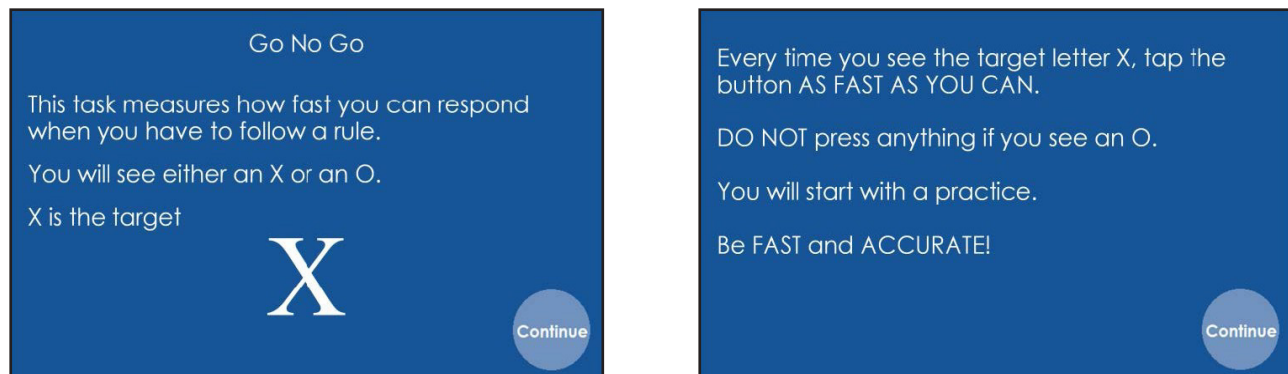 Go No Go
This task measures how fast you can respond
when you have to follow a rule.
You will see either an X or an O.
X is the target
X
Continue
Every time you see the target letter X, tap the
button AS FAST AS YOU CAN.
DO NOT press anything if you see an O.
You will start with a practice.
Be FAST and ACCURATE!
Continue